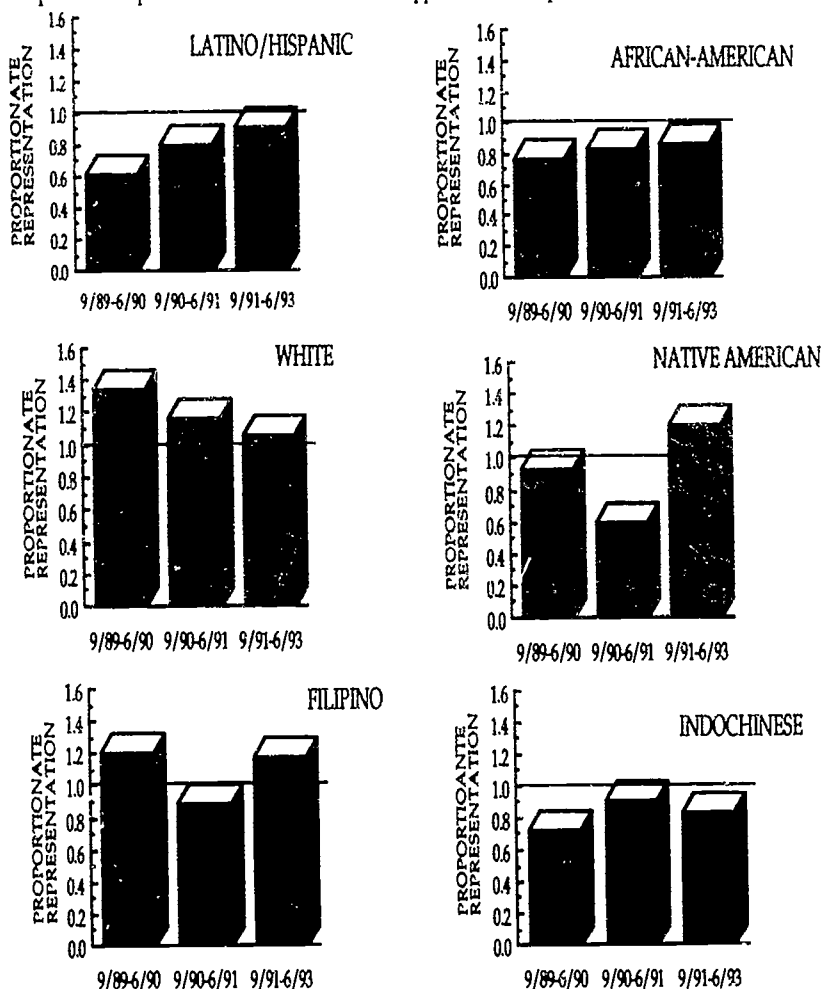 LATINO/HISPANIC
PROPORTIONATE
REPRESENTATION
1.6
1.4
1.2
1.0
0.8
0.6
0.4
0.2
0.0
9/89-6/90 9/90-6/91 9/91-6/93
AFRICAN-AMERICAN
PROPORTIONATE
REPRESENTATION
1.6
1.4
1.2
1.0
0.8
0.6
0.4
0.2
0.0
9/89-6/90 9/90-6/91 9/91-6/93
WHITE
PROPORTIONATE
REPRESENTATION
1.6
1.4
1.2
1.0
0.8
0.6
0.4
0.2
0.0
9/89-6/90 9/90-6/91 9/91-6/93
NATIVE AMERICAN
PROPORTIONATE
REPRESENTATION
1.6
1.4
1.2
1.0
0.8
0.6
0.4
0.2
0.0
9/89-6/90 9/90-6/91 9/91-6/93
FILIPINO
PROPORTIONATE
REPRESENTATION
1.6
1.4
1.2
1.0
0.8
0.6
0.4
0.2
0.0
9/89-6/90 9/90-6/91 9/91-6/93
INDOCHINESE
PROPORTIOANTE
REPRESENTATION
1.6
1.4
1.2
1.0
0.8
0.6
0.4
0.2
0.0
9/89-6/90 9/90-6/91 9/91-6/93